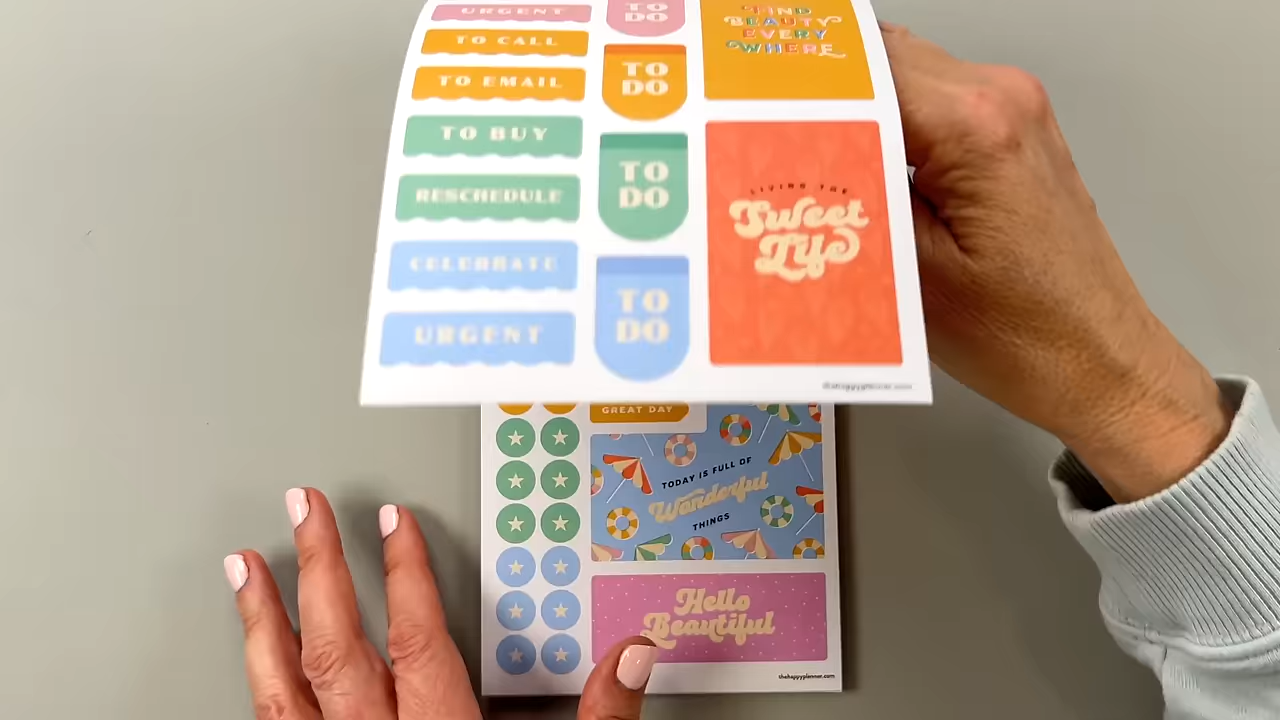 URGENT
TO CALL
TO EMAIL
TO BUY
RESCHEDULE
CELEBRATE
URGENT
TO
DO
TO
DO
TO
DO
TO
DO
FIND
BEAUTY
EVERY
WHERE
LIVING THE
Sweet
Life
thehappyplanner.com
GREAT DAY
TODAY IS FULL OF
Wonderful
THINGS
Hello
Beautiful
thehappyplanner.com